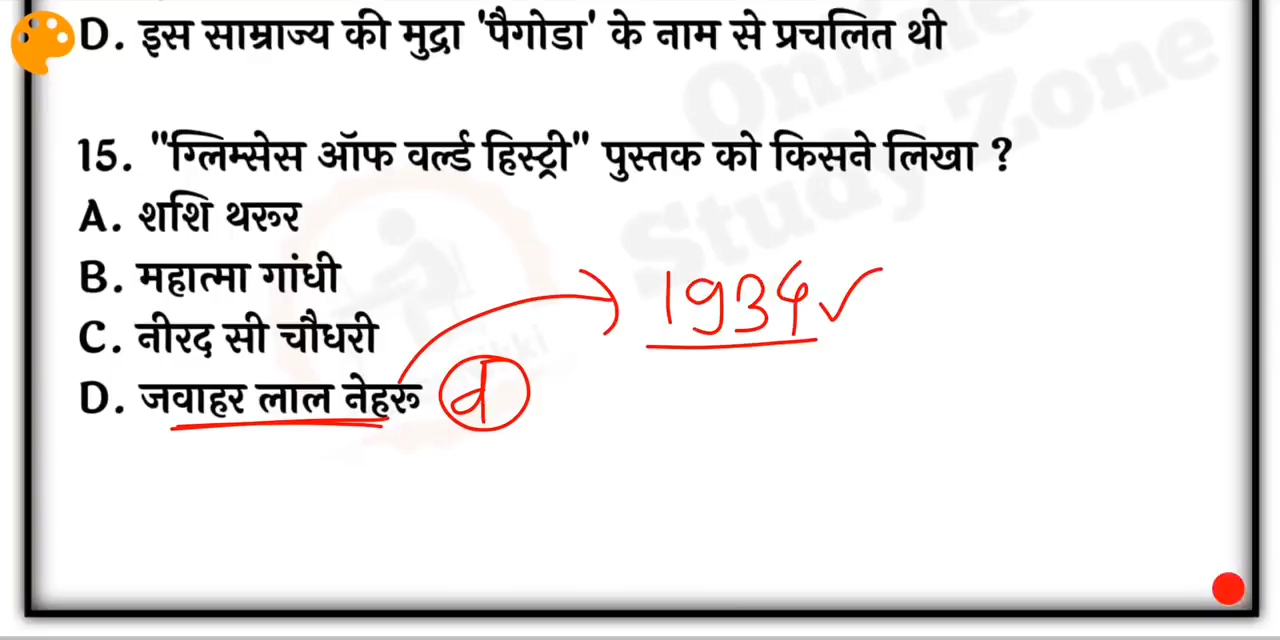 D. इस साम्राज्य की मुद्रा 'पैगोडा' के नाम से प्रचलित थी
Online Study Zone
15. "ग्लिम्सेस ऑफ वर्ल्ड हिस्ट्री" पुस्तक को किसने लिखा ?
A. शशि थरूर
B. महात्मा गांधी
1934
C. नीरद सी चौधरी
D. जवाहर लाल नेहरू d